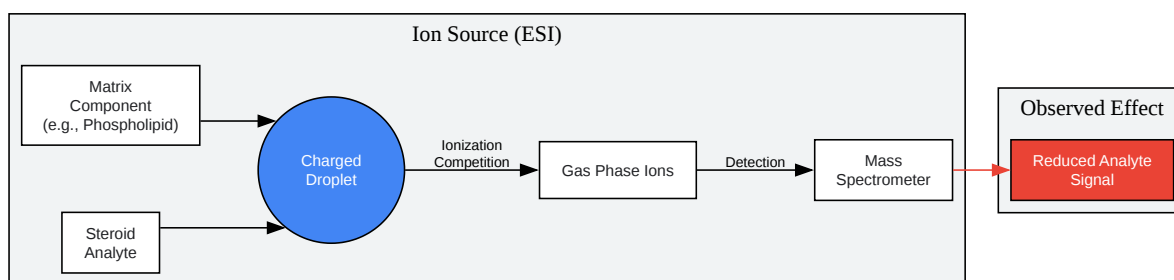 Ion Source (ESI)
Matrix
Component
(e.g., Phospholipid)
Steroid
Analyte
Charged
Droplet
Ionization
Competition
Gas Phase Ions
Detection
Mass
Spectrometer
Observed Effect
Reduced Analyte
Signal